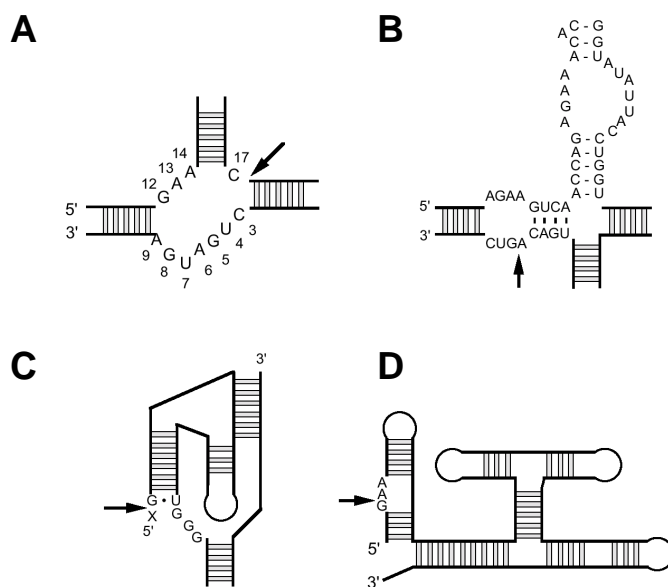 A
14
13
12
A
A
G
17
C
5'
3'
C
3
U
4
G
5
A
6
U
7
G
8
A
9
B
C - G
A C - G
A U A
U A
A U
A U
G A
A C
G - C
A - U
C - G
C - G
A U
5' AGAA GUCA
3' CUGA CAGU
C
3'
G · U
X G
5' G
G
D
A
A
G
5'
3'